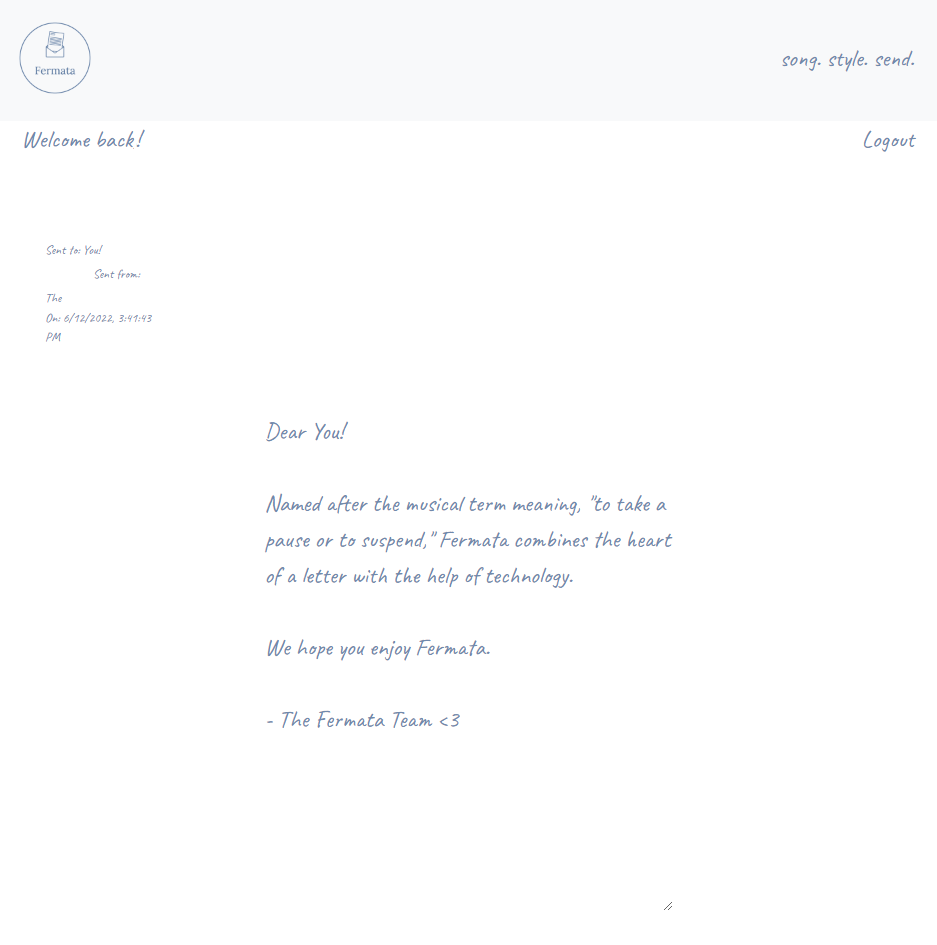 Fermata
song. style. send.
Welcome back!
Logout
Sent to: You!
Sent from:
The
On: 6/12/2022, 3:41:43
PM
Dear You!
Named after the musical term meaning, "to take a
pause or to suspend," Fermata combines the heart
of a letter with the help of technology.
We hope you enjoy Fermata.
- The Fermata Team <3